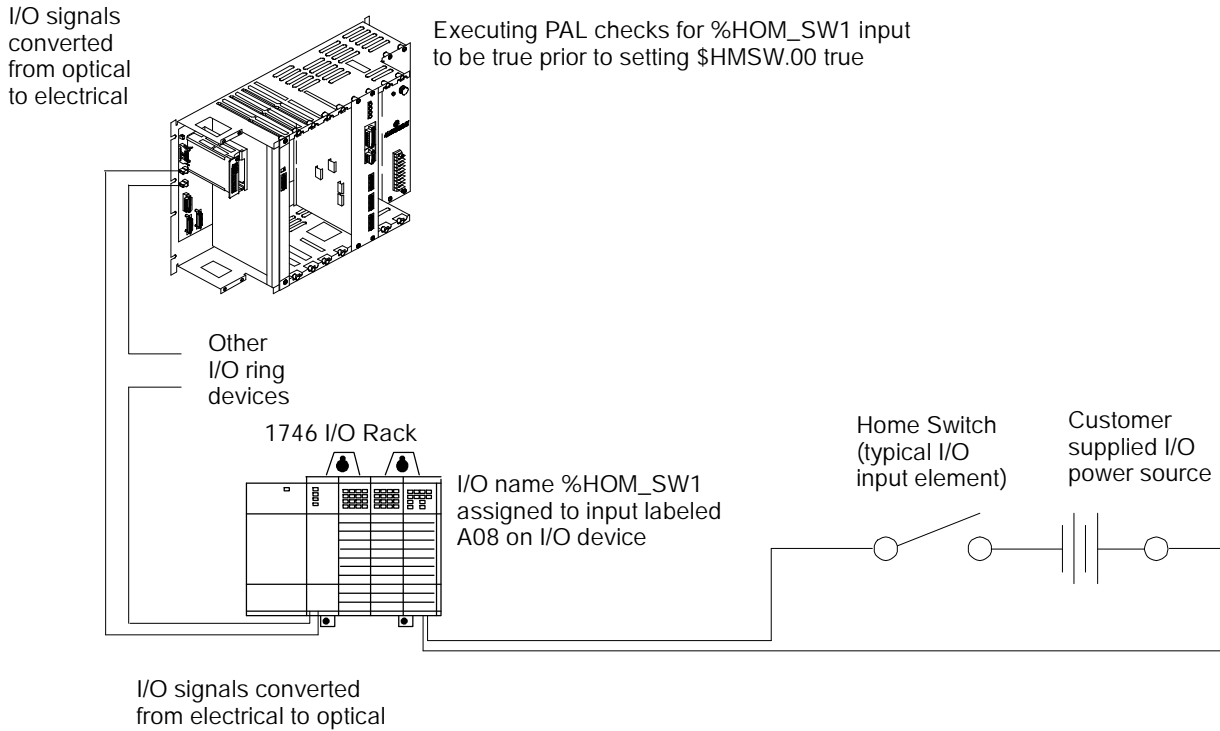 I/O signals
converted
from optical
to electrical
Executing PAL checks for %HOM_SW1 input
to be true prior to setting $HMSW.00 true
Other
I/O ring
devices
1746 I/O Rack
I/O name %HOM_SW1
assigned to input labeled
A08 on I/O device
Home Switch
(typical I/O
input element)
Customer
supplied I/O
power source
I/O signals converted
from electrical to optical